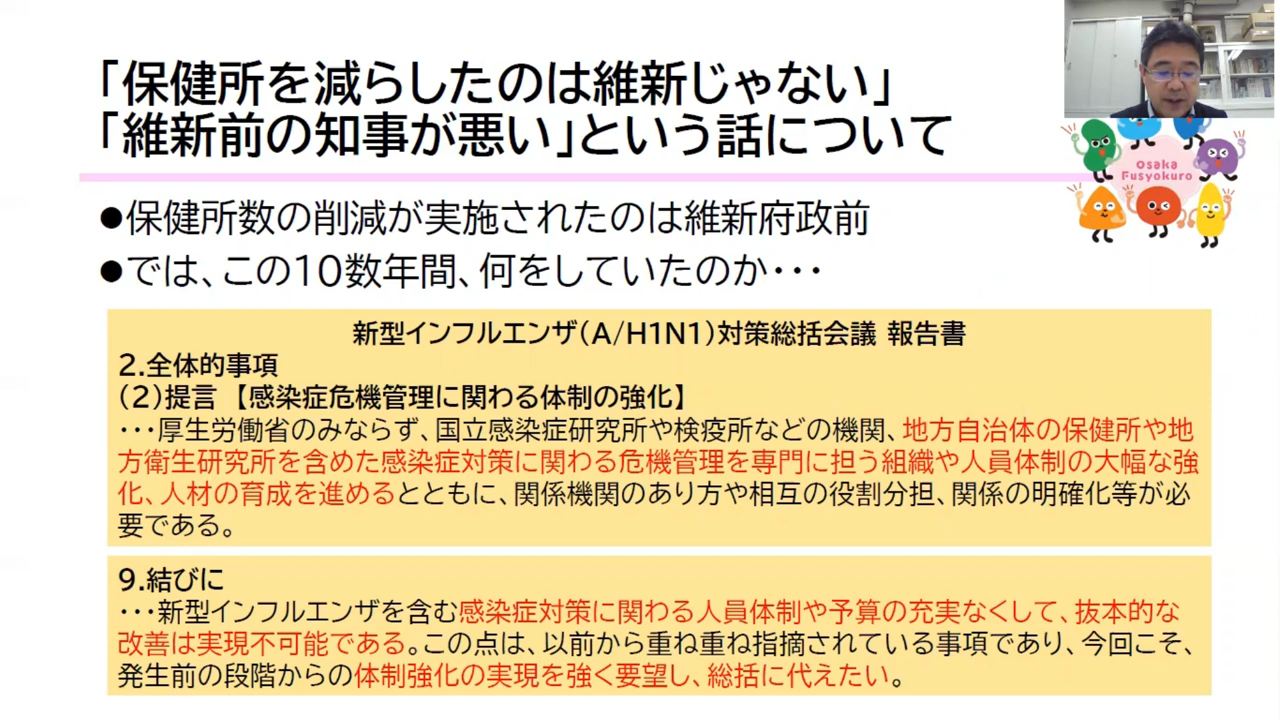 「保健所を減らしたのは維新じゃない」
「維新前の知事が悪い」という話について
Osaka
Fusyokuro
●保健所数の削減が実施されたのは維新府政前
●では、この10数年間、何をしていたのか・・・
新型インフルエンザ(A/H1N1)対策総括会議 報告書
2.全体的事項
(2)提言 【感染症危機管理に関わる体制の強化】
・・・厚生労働省のみならず、国立感染症研究所や検疫所などの機関、地方自治体の保健所や地
方衛生研究所を含めた感染症対策に関わる危機管理を専門に担う組織や人員体制の大幅な強
化、人材の育成を進めるとともに、関係機関のあり方や相互の役割分担、関係の明確化等が必
要である。
9.結びに
・・・新型インフルエンザを含む感染症対策に関わる人員体制や予算の充実なくして、抜本的な
改善は実現不可能である。この点は、以前から重ね重ね指摘されている事項であり、今回こそ、
発生前の段階からの体制強化の実現を強く要望し、総括に代えたい。